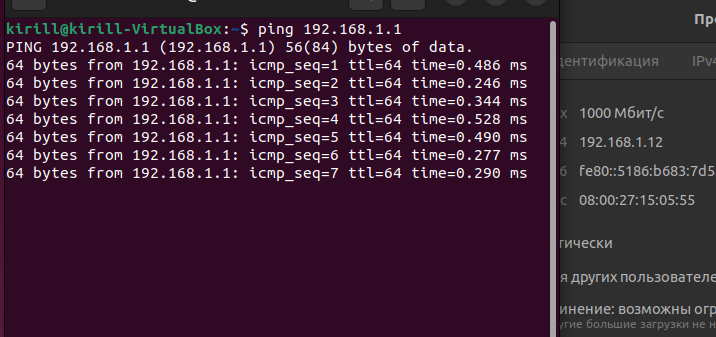 kirill@kirill-VirtualBox:~$ ping 192.168.1.1
PING 192.168.1.1 (192.168.1.1) 56(84) bytes of data.
64 bytes from 192.168.1.1: icmp_seq=1 ttl=64 time=0.486 ms
64 bytes from 192.168.1.1: icmp_seq=2 ttl=64 time=0.246 ms
64 bytes from 192.168.1.1: icmp_seq=3 ttl=64 time=0.344 ms
64 bytes from 192.168.1.1: icmp_seq=4 ttl=64 time=0.528 ms
64 bytes from 192.168.1.1: icmp_seq=5 ttl=64 time=0.490 ms
64 bytes from 192.168.1.1: icmp_seq=6 ttl=64 time=0.277 ms
64 bytes from 192.168.1.1: icmp_seq=7 ttl=64 time=0.290 ms
Пр
дентификация IPv4
х 1000 Мбит/с
4 192.168.1.12
6 fe80::5186:b683:7d5
с 08:00:27:15:05:55
тически
я других пользователе
инение: возможны огр
угие большие загрузки не н